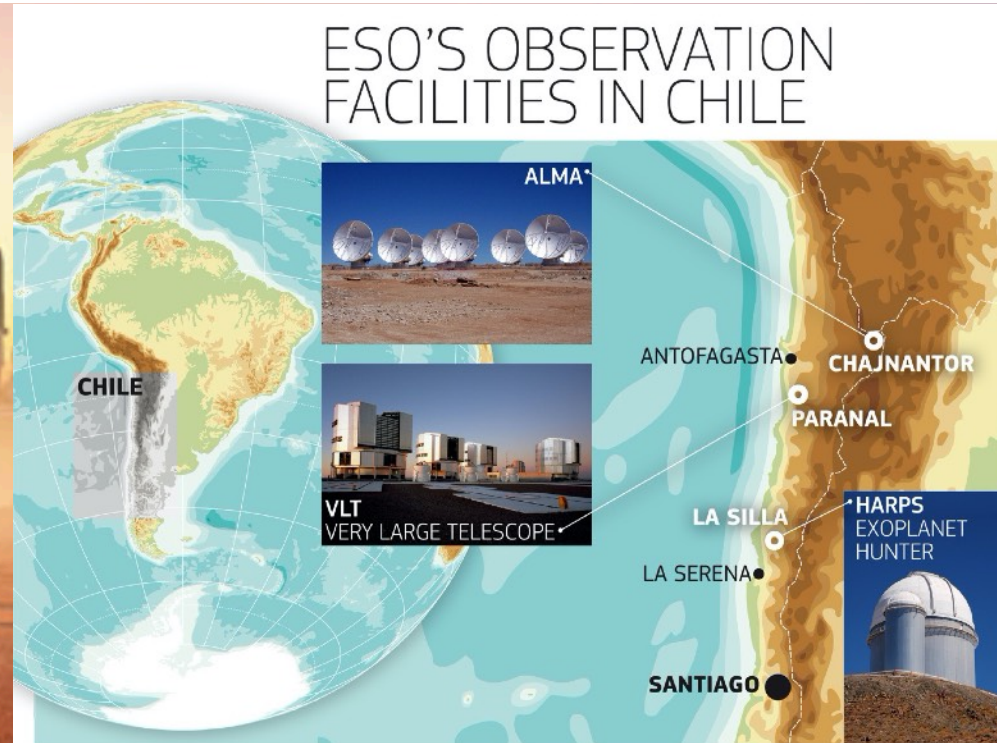 ESO'S OBSERVATION
FACILITIES IN CHILE
ALMA
CHILE
ANTOFAGASTA
CHAJNANTOR
PARANAL
VLT
VERY LARGE TELESCOPE
LA SILLA
HARPS
EXOPLANET
HUNTER
LA SERENA
SANTIAGO